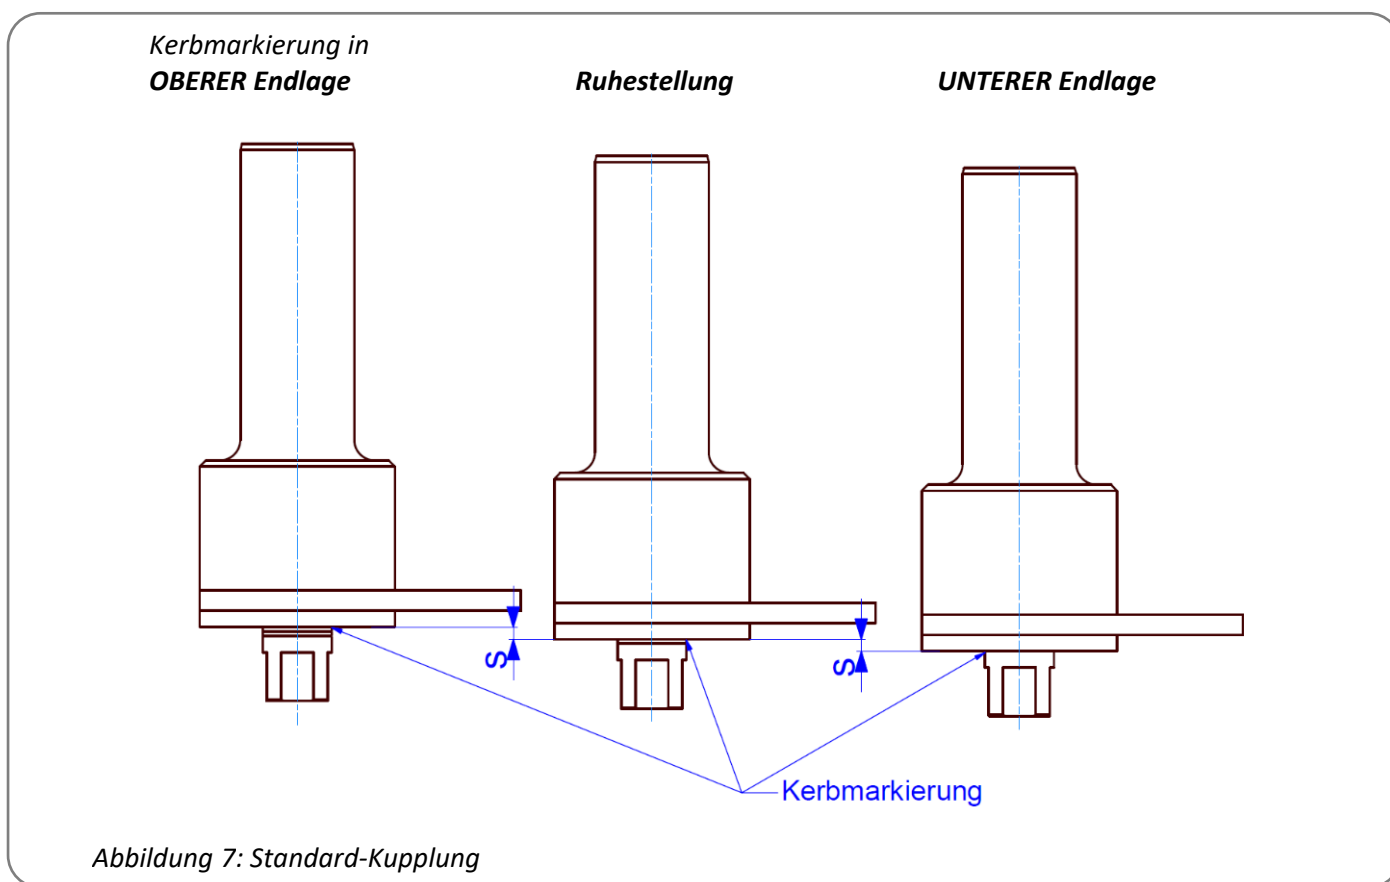 Kerbmarkierung in
OBERER Endlage
Ruhestellung
UNTERER Endlage
S
S
Kerbmarkierung
Abbildung 7: Standard-Kupplung